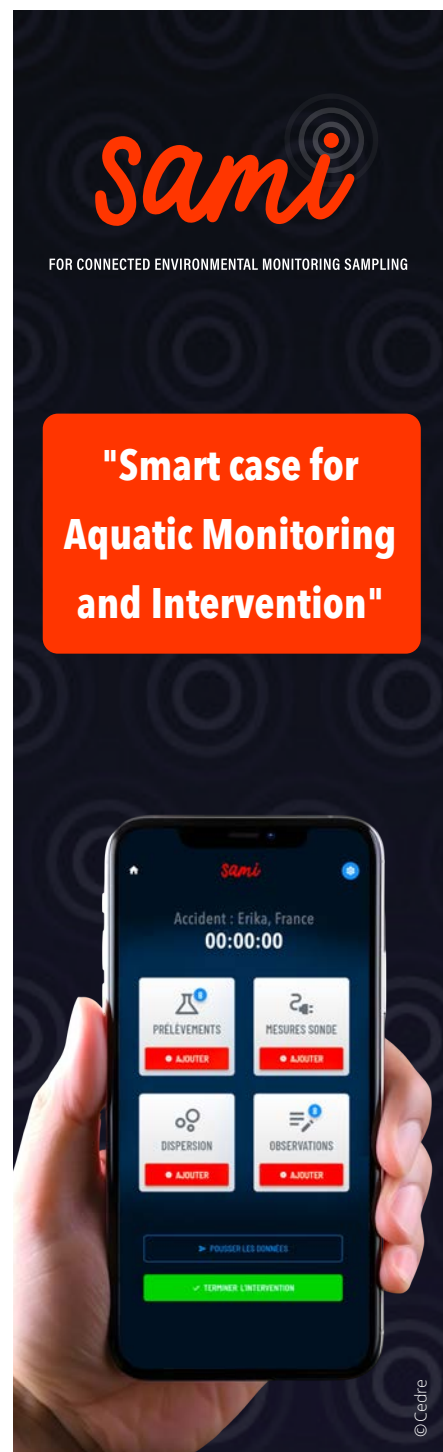 sami
FOR CONNECTED ENVIRONMENTAL MONITORING SAMPLING
"Smart case for
Aquatic Monitoring
and Intervention"
sami
Accident : Erika, France
00:00:00
PRÉLÈVEMENTS
AJOUTER
MESURES SONDE
AJOUTER
DISPERSION
AJOUTER
OBSERVATIONS
AJOUTER
POUSSER LES DONNÉES
TERMINER L'INTERVENTION
© Cedre